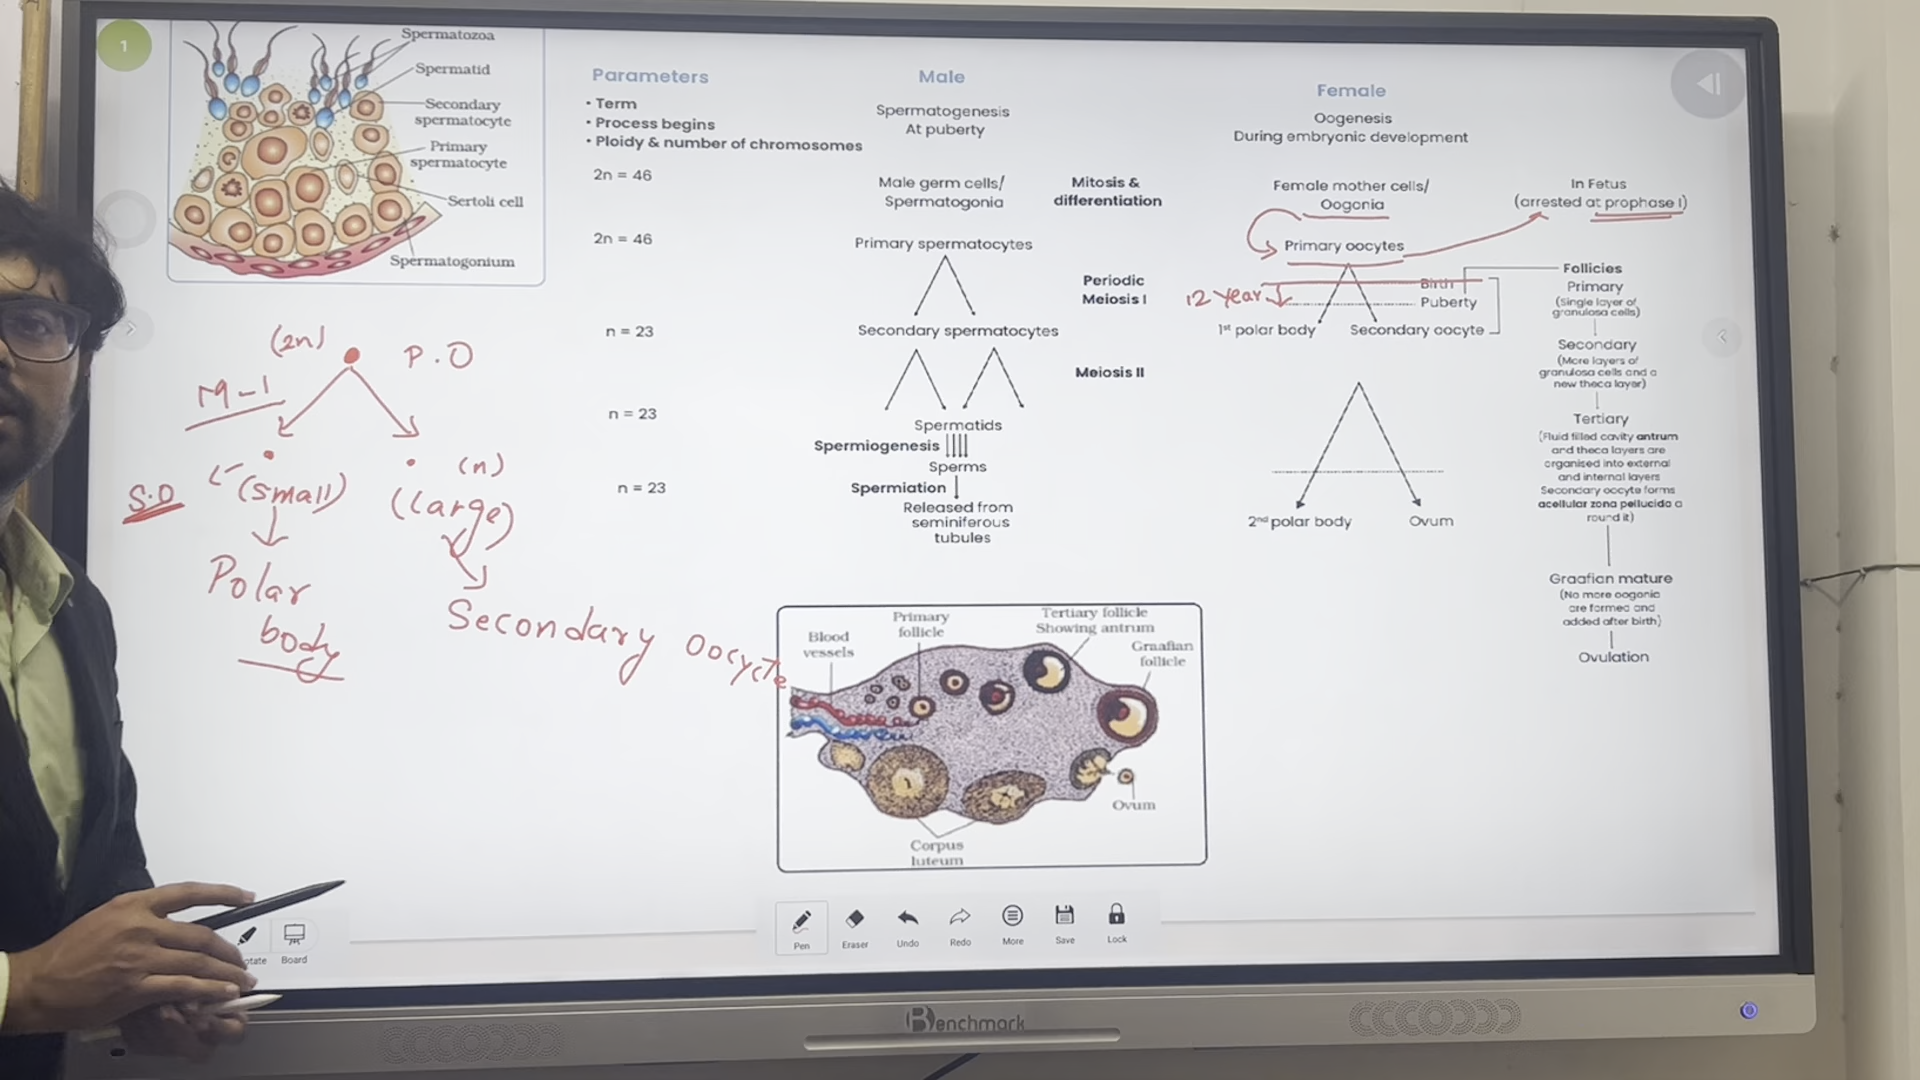 1
Spermatozoa
Spermatid
Secondary
spermatocyte
Primary
spermatocyte
Sertoli cell
Spermatogonium
Parameters
• Term
• Process begins
• Ploidy & number of chromosomes
2n = 46
2n = 46
n = 23
n = 23
n = 23
Male
Spermatogenesis
At puberty
Male germ cells/
Spermatogonia
Primary spermatocytes
Secondary spermatocytes
Spermatids
Spermiogenesis
Sperms
Spermiation
Released from
seminiferous
tubules
Mitosis &
differentiation
Periodic
Meiosis I
Meiosis II
Female
Oogenesis
During embryonic development
Female mother cells/
Oogonia
Primary oocytes
Birth
12 year
Puberty
1st polar body
Secondary oocyte
2nd polar body
Ovum
In Fetus
(arrested at prophase I)
Follicies
Primary
(Single layer of
granulosa cells)
Secondary
(More layers of
granulosa cells and a
new theca layer)
Tertiary
(Fluid filled cavity antrum
and theca layers are
organised into external
and internal layers
Secondary oocyte forms
acellular zona pellucida a
round it)
Graafian mature
(No more oogonia
are formed and
added after birth)
Ovulation
(2n)
P.O
M-1
(n)
S.O
(small)
(large)
Polar
body
Secondary Oocyte
Primary
follicle
Blood
vessels
Tertiary follicle
Showing antrum
Graafian
follicle
Ovum
Corpus
luteum
Pen
Eraser
Undo
Redo
More
Save
Lock
Board
Benchmark